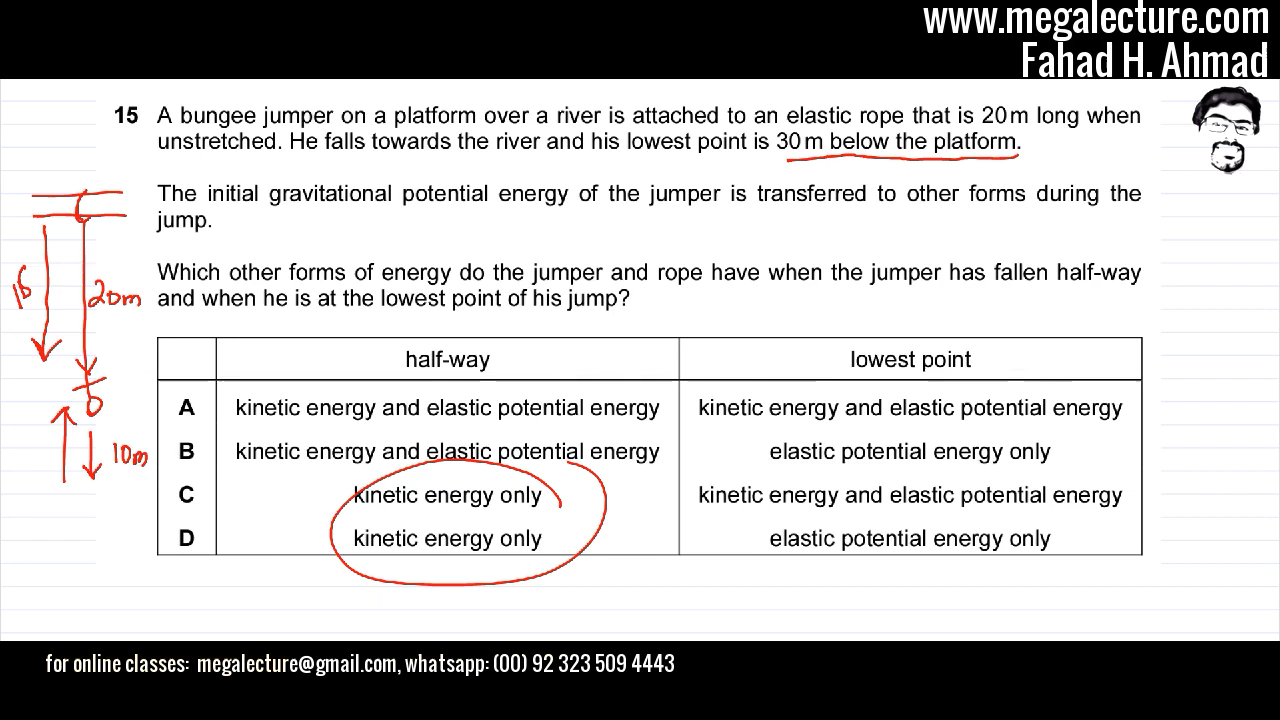 www.megalecture.com
Fahad H. Ahmad
15 A bungee jumper on a platform over a river is attached to an elastic rope that is 20 m long when
unstretched. He falls towards the river and his lowest point is 30 m below the platform.
The initial gravitational potential energy of the jumper is transferred to other forms during the
jump.
Which other forms of energy do the jumper and rope have when the jumper has fallen half-way
and when he is at the lowest point of his jump?
15
20m
10m
half-way lowest point
A kinetic energy and elastic potential energy kinetic energy and elastic potential energy
B kinetic energy and elastic potential energy elastic potential energy only
C kinetic energy only kinetic energy and elastic potential energy
D kinetic energy only elastic potential energy only
for online classes: megalecture@gmail.com, whatsapp: (00) 92 323 509 4443